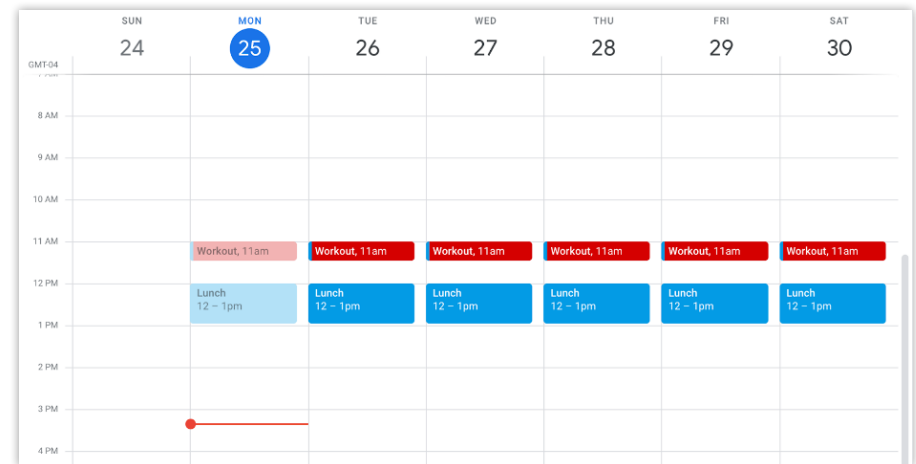 SUN MON TUE WED THU FRI SAT
24 25 26 27 28 29 30
GMT-04
7 AM
8 AM
9 AM
10 AM
11 AM
Workout, 11am Workout, 11am Workout, 11am Workout, 11am Workout, 11am Workout, 11am
12 PM
Lunch Lunch Lunch Lunch Lunch Lunch
12 – 1pm 12 – 1pm 12 – 1pm 12 – 1pm 12 – 1pm 12 – 1pm
1 PM
2 PM
3 PM
4 PM